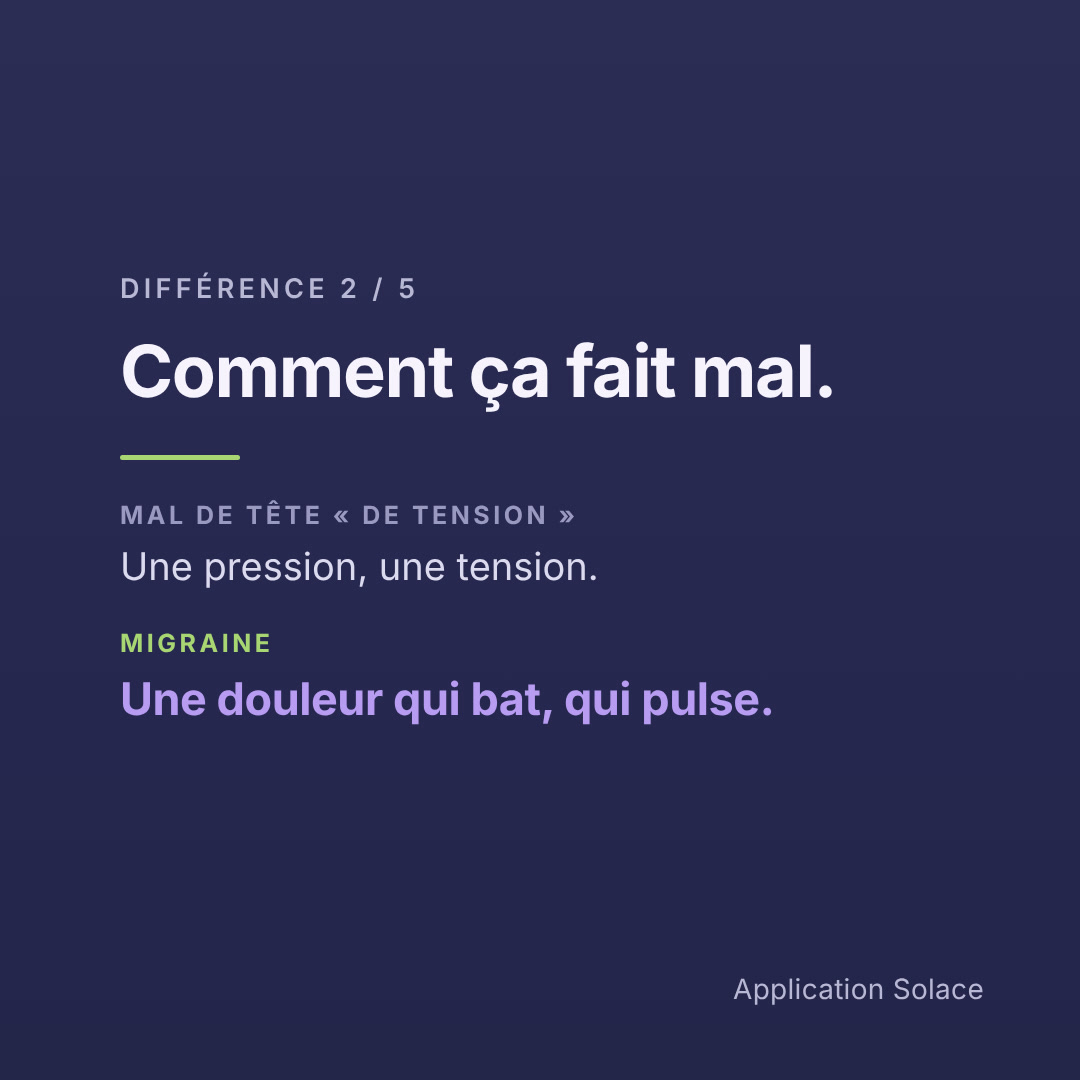 DIFFÉRENCE 2 / 5
Comment ça fait mal.
MAL DE TÊTE « DE TENSION »
Une pression, une tension.
MIGRAINE
Une douleur qui bat, qui pulse.
Application Solace